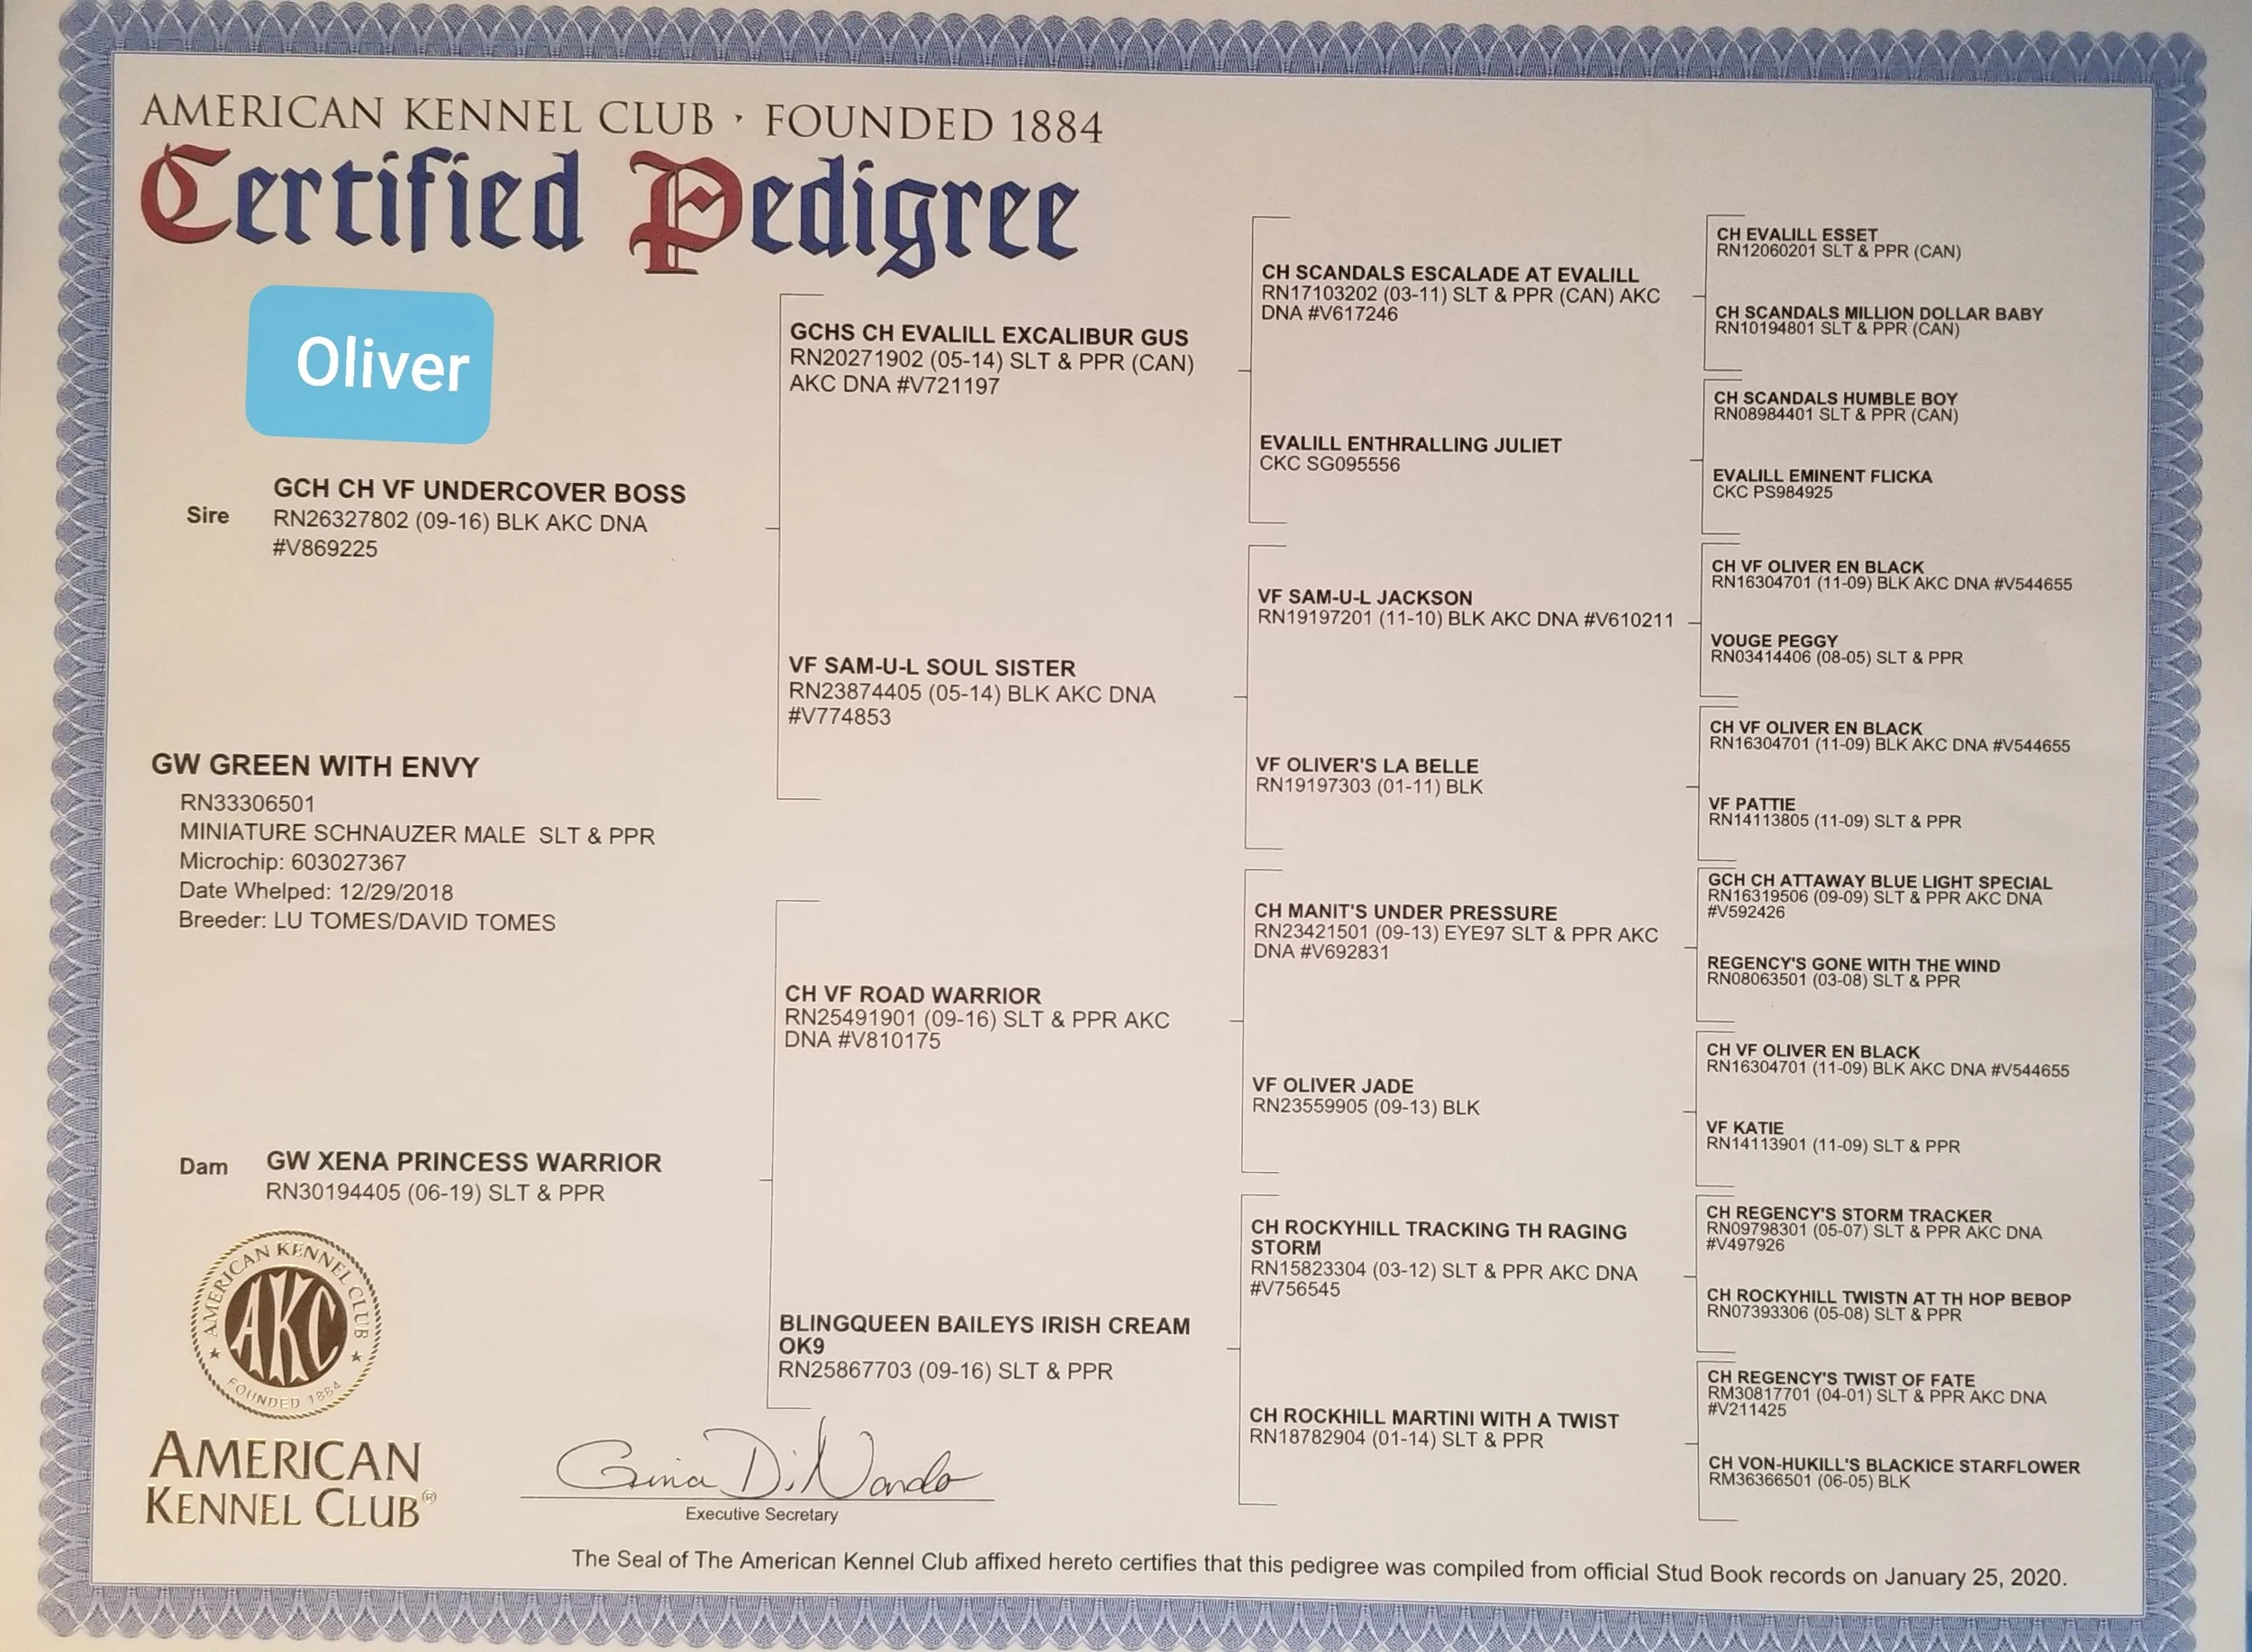 AMERICAN KENNEL CLUB • FOUNDED 1884
Certified Pedigree
Oliver
Sire
GCH CH VF UNDERCOVER BOSS
RN26327802 (09-16) BLK AKC DNA
#V869225
GW GREEN WITH ENVY
RN33306501
MINIATURE SCHNAUZER MALE SLT & PPR
Microchip: 603027367
Date Whelped: 12/29/2018
Breeder: LU TOMES/DAVID TOMES
Dam
GW XENA PRINCESS WARRIOR
RN30194405 (06-19) SLT & PPR
GCHS CH EVALILL EXCALIBUR GUS
RN20271902 (05-14) SLT & PPR (CAN)
AKC DNA #V721197
VF SAM-U-L SOUL SISTER
RN23874405 (05-14) BLK AKC DNA
#V774853
CH VF ROAD WARRIOR
RN25491901 (09-16) SLT & PPR AKC
DNA #V810175
BLINGQUEEN BAILEYS IRISH CREAM
OK9
RN25867703 (09-16) SLT & PPR
CH SCANDALS ESCALADE AT EVALILL
RN17103202 (03-11) SLT & PPR (CAN) AKC
DNA #V617246
EVALILL ENTHRALLING JULIET
CKC SG095556
VF SAM-U-L JACKSON
RN19197201 (11-10) BLK AKC DNA #V610211
VF OLIVER'S LA BELLE
RN19197303 (01-11) BLK
CH MANIT'S UNDER PRESSURE
RN23421501 (09-13) EYE97 SLT & PPR AKC
DNA #V692831
VF OLIVER JADE
RN23559905 (09-13) BLK
CH ROCKYHILL TRACKING TH RAGING
STORM
RN15823304 (03-12) SLT & PPR AKC DNA
#V756545
CH ROCKHILL MARTINI WITH A TWIST
RN18782904 (01-14) SLT & PPR
CH EVALILL ESSET
RN12060201 SLT & PPR (CAN)
CH SCANDALS MILLION DOLLAR BABY
RN10194801 SLT & PPR (CAN)
CH SCANDALS HUMBLE BOY
RN08984401 SLT & PPR (CAN)
EVALILL EMINENT FLICKA
CKC PS984925
CH VF OLIVER EN BLACK
RN16304701 (11-09) BLK AKC DNA #V544655
VOUGE PEGGY
RN03414406 (08-05) SLT & PPR
CH VF OLIVER EN BLACK
RN16304701 (11-09) BLK AKC DNA #V544655
VF PATTIE
RN14113805 (11-09) SLT & PPR
GCH CH ATTAWAY BLUE LIGHT SPECIAL
RN16319506 (09-09) SLT & PPR AKC DNA
#V592426
REGENCY'S GONE WITH THE WIND
RN08063501 (03-08) SLT & PPR
CH VF OLIVER EN BLACK
RN16304701 (11-09) BLK AKC DNA #V544655
VF KATIE
RN14113901 (11-09) SLT & PPR
CH REGENCY'S STORM TRACKER
RN09798301 (05-07) SLT & PPR AKC DNA
#V497926
CH ROCKYHILL TWISTN AT TH HOP BEBOP
RN07393306 (05-08) SLT & PPR
CH REGENCY'S TWIST OF FATE
RM30817701 (04-01) SLT & PPR AKC DNA
#V211425
CH VON-HUKILL'S BLACKICE STARFLOWER
RM36366501 (06-05) BLK
AMERICAN KENNEL CLUB
AKC
FOUNDED 1884
AMERICAN
KENNEL CLUB®
Gina DiNardo
Executive Secretary
The Seal of The American Kennel Club affixed hereto certifies that this pedigree was compiled from official Stud Book records on January 25, 2020.